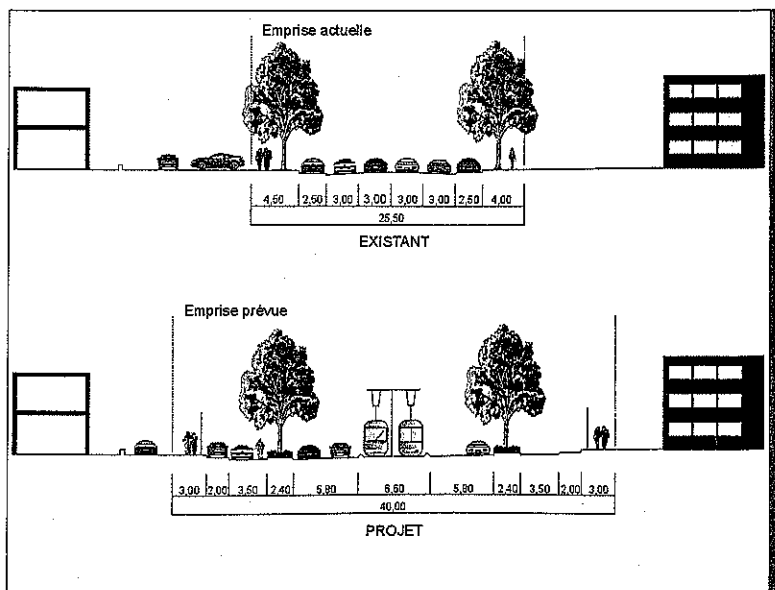 Emprise actuelle
4,50 2,50 3,00 3,00 3,00 3,00 2,50 4,00
25,50
EXISTANT
Emprise prévue
3,00 2,00 3,50 2,40 5,80 6,60 5,80 2,40 3,50 2,00 3,00
40,00
PROJET